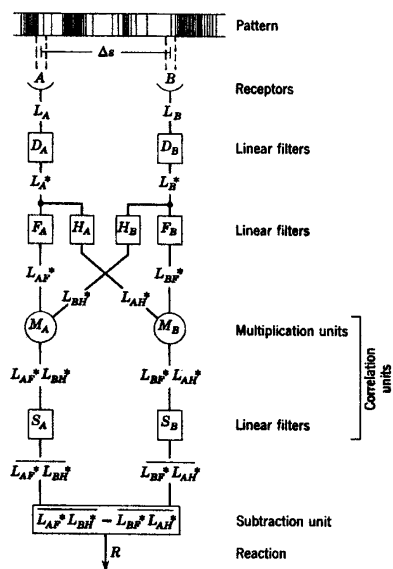 Pattern
Δs
A B Receptors
L_A L_B
D_A D_B Linear filters
L_A* L_B*
F_A H_A H_B F_B Linear filters
L_AF* L_BF*
L_BH* L_AH*
M_A M_B Multiplication units
L_AF* L_BH* L_BF* L_AH*
Correlation units
S_A S_B Linear filters
L_AF* L_BH* L_BF* L_AH*
L_AF* L_BH* − L_BF* L_AH* Subtraction unit
R Reaction